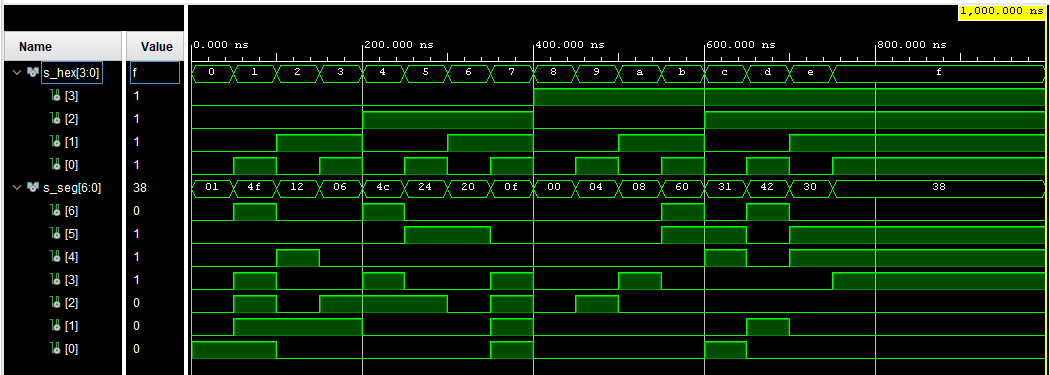 1,000.000 ns
Name Value 0.000 ns 200.000 ns 400.000 ns 600.000 ns 800.000 ns
s_hex[3:0] f 0 1 2 3 4 5 6 7 8 9 a b c d e f
[3] 1
[2] 1
[1] 1
[0] 1
s_seg[6:0] 38 01 4f 12 06 4c 24 20 0f 00 04 08 60 31 42 30 38
[6] 0
[5] 1
[4] 1
[3] 1
[2] 0
[1] 0
[0] 0